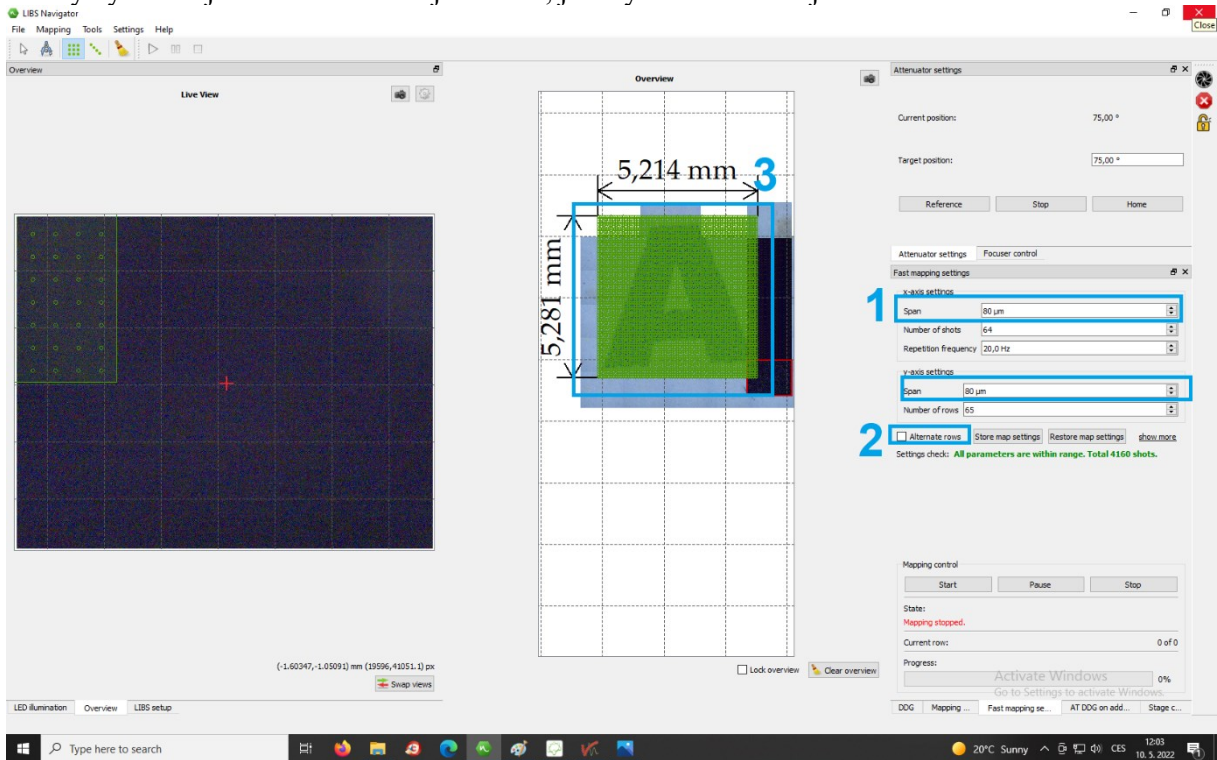 LIBS Navigator
Close
File Mapping Tools Settings Help
Overview
Live View
(-1.60347,-1.05091) mm (19596,41051.1) px
Swap views
LED illumination Overview LIBS setup
Overview
5,214 mm
3
5,281 mm
Lock overview Clear overview
Attenuator settings
Current position: 75,00 °
Target position: 75,00 °
Reference Stop Home
Attenuator settings Focuser control
Fast mapping settings
x-axis settings
1
Span 80 µm
Number of shots 64
Repetition frequency 20,0 Hz
y-axis settings
Span 80 µm
Number of rows 65
2
Alternate rows Store map settings Restore map settings show more
Settings check: All parameters are within range. Total 4160 shots.
Mapping control
Start Pause Stop
State:
Mapping stopped.
Current row: 0 of 0
Progress:
0%
Activate Windows
Go to Settings to activate Windows.
DDG Mapping ... Fast mapping se... AT DDG on add... Stage c...
Type here to search
20°C Sunny CES 12:03
10. 5. 2022